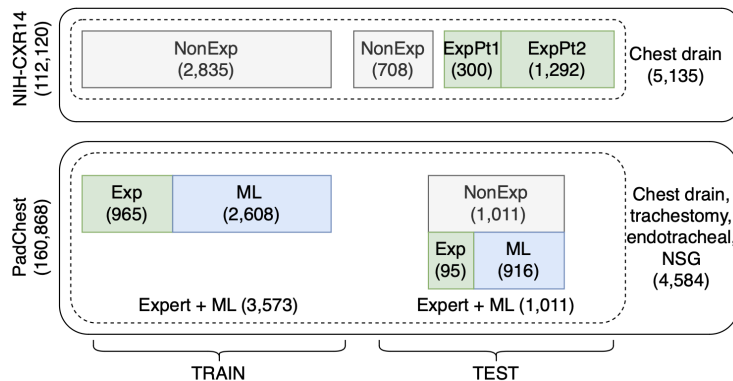 NIH-CXR14
(112,120)
NonExp
(2,835)
NonExp
(708)
ExpPt1
(300)
ExpPt2
(1,292)
Chest drain
(5,135)
PadChest
(160,868)
Exp
(965)
ML
(2,608)
Expert + ML (3,573)
NonExp
(1,011)
Exp
(95)
ML
(916)
Expert + ML (1,011)
Chest drain,
trachestomy,
endotracheal,
NSG
(4,584)
TRAIN
TEST